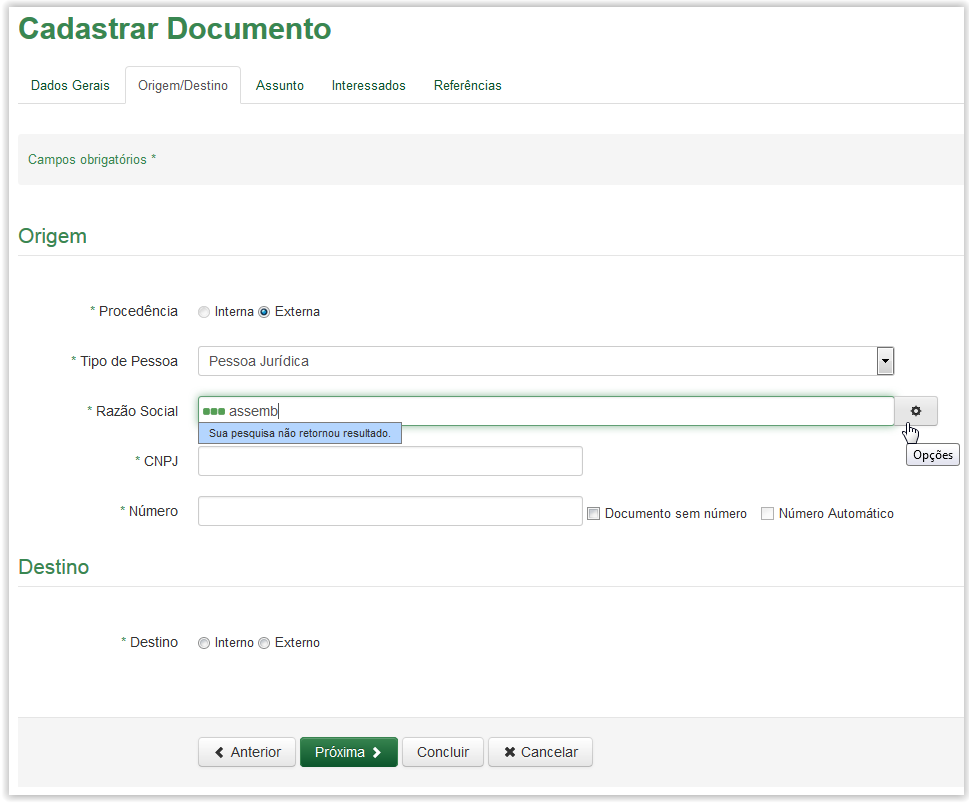 Cadastrar Documento
Dados Gerais Origem/Destino Assunto Interessados Referências
Campos obrigatórios *
Origem
* Procedência Interna Externa
* Tipo de Pessoa Pessoa Jurídica
* Razão Social assemb
Sua pesquisa não retornou resultado.
Opções
* CNPJ
* Número Documento sem número Número Automático
Destino
* Destino Interno Externo
Anterior Próxima Concluir Cancelar